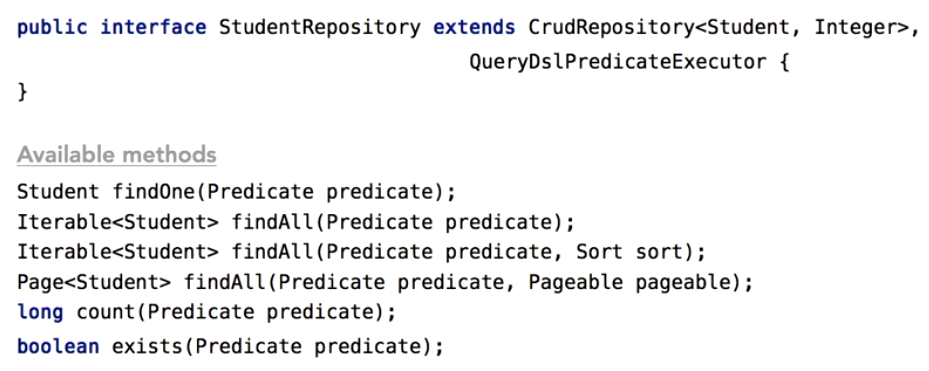 public interface StudentRepository extends CrudRepository<Student, Integer>,
QueryDslPredicateExecutor {
}
Available methods
Student findOne(Predicate predicate);
Iterable<Student> findAll(Predicate predicate);
Iterable<Student> findAll(Predicate predicate, Sort sort);
Page<Student> findAll(Predicate predicate, Pageable pageable);
long count(Predicate predicate);
boolean exists(Predicate predicate);